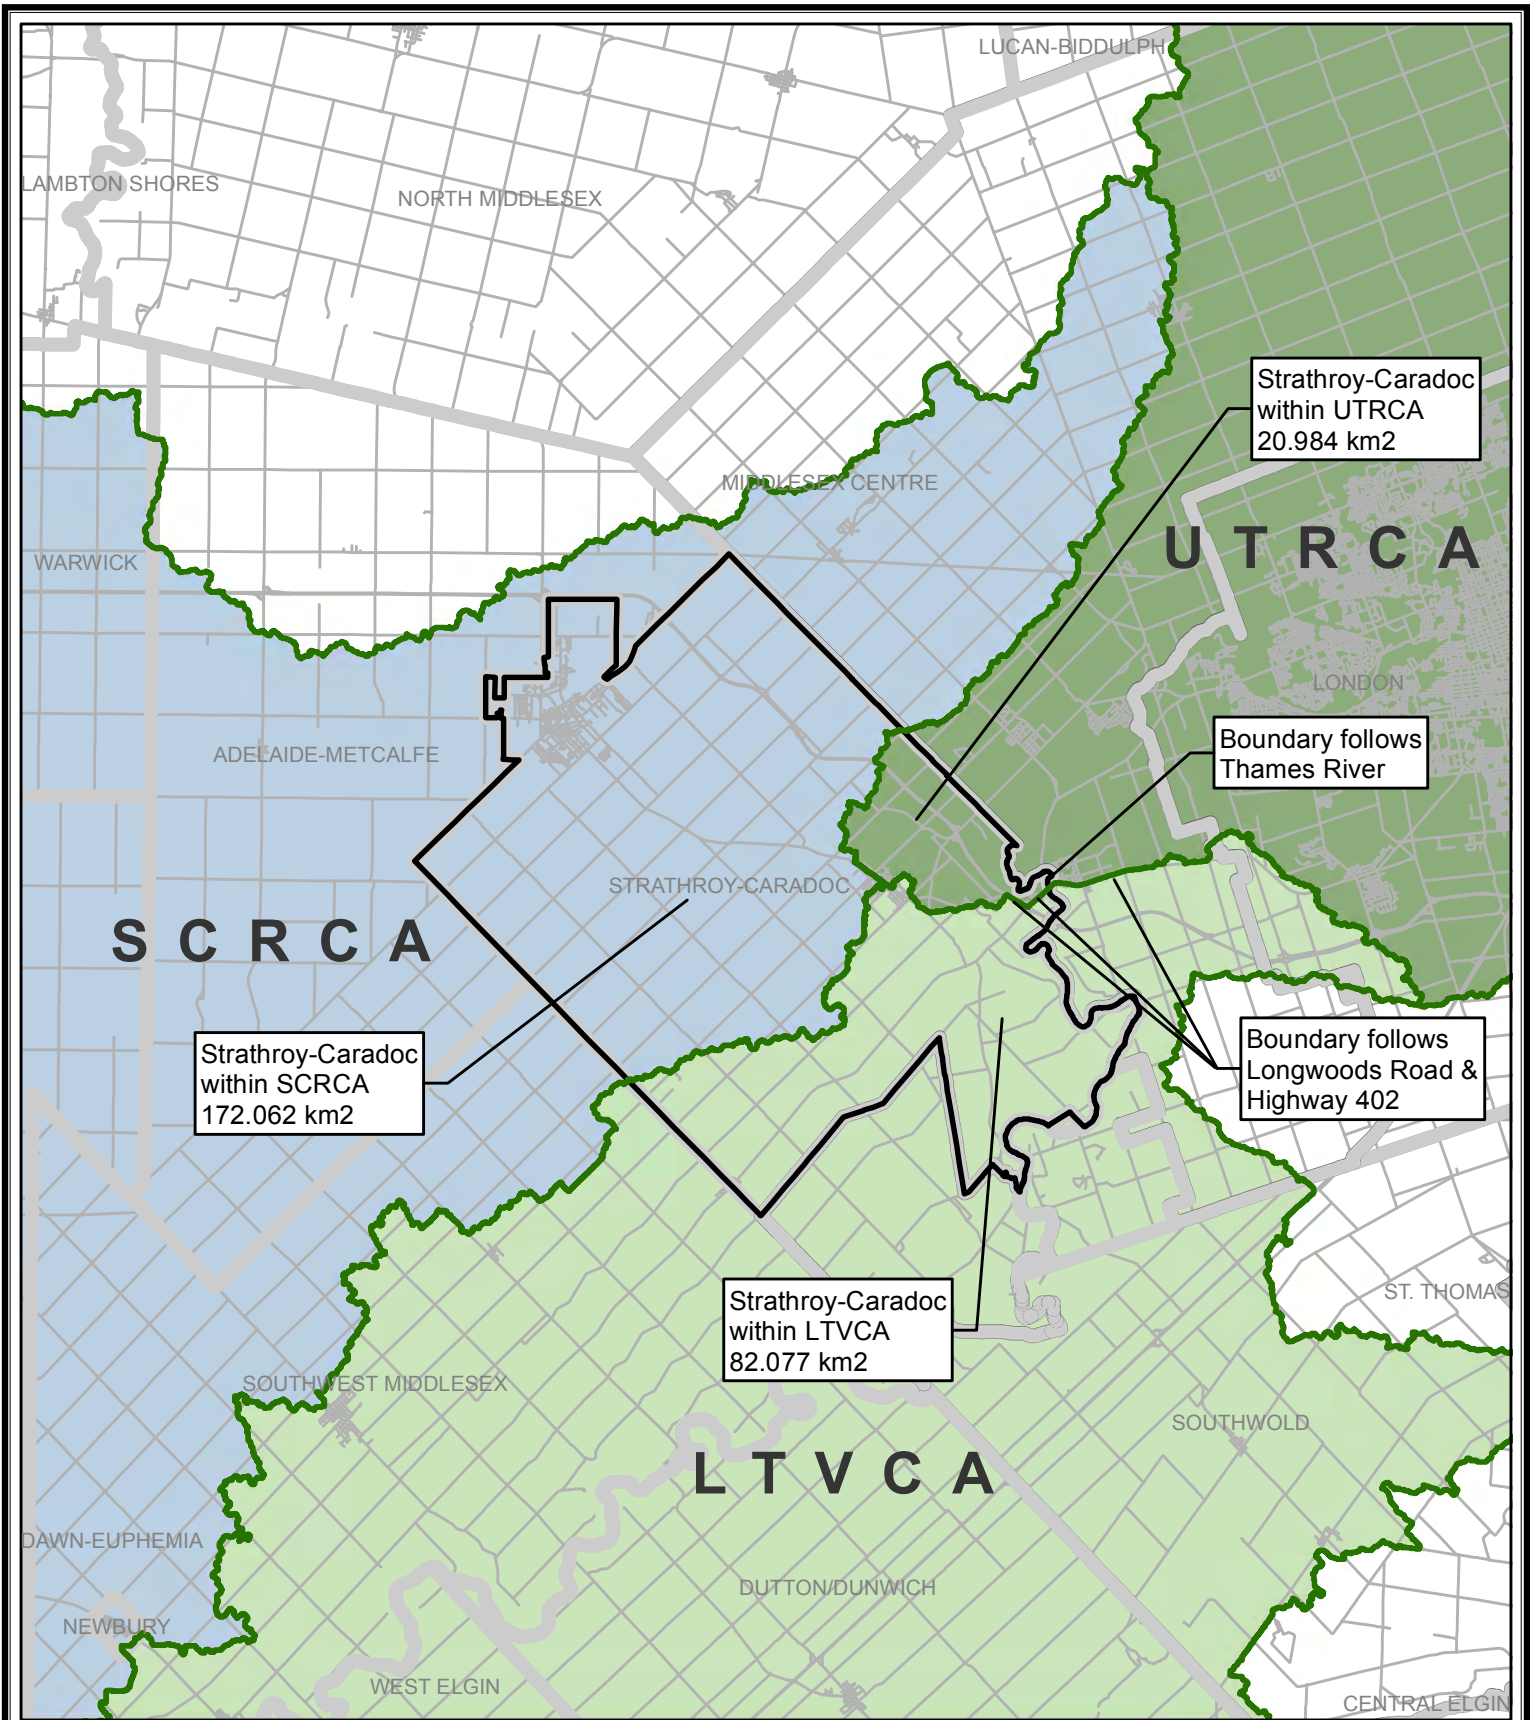 LUCAN-BIDDULPH
LAMBTON SHORES
NORTH MIDDLESEX
Strathroy-Caradoc
within UTRCA
20.984 km2
MIDDLESEX CENTRE
UTRCA
WARWICK
LONDON
Boundary follows
Thames River
ADELAIDE-METCALFE
STRATHROY-CARADOC
SCRCA
Strathroy-Caradoc
within SCRCA
172.062 km2
Boundary follows
Longwoods Road &
Highway 402
ST. THOMAS
Strathroy-Caradoc
within LTVCA
82.077 km2
SOUTHWEST MIDDLESEX
SOUTHWOLD
LTVCA
DAWN-EUPHEMIA
DUTTON/DUNWICH
NEWBURY
WEST ELGIN
CENTRAL ELGIN